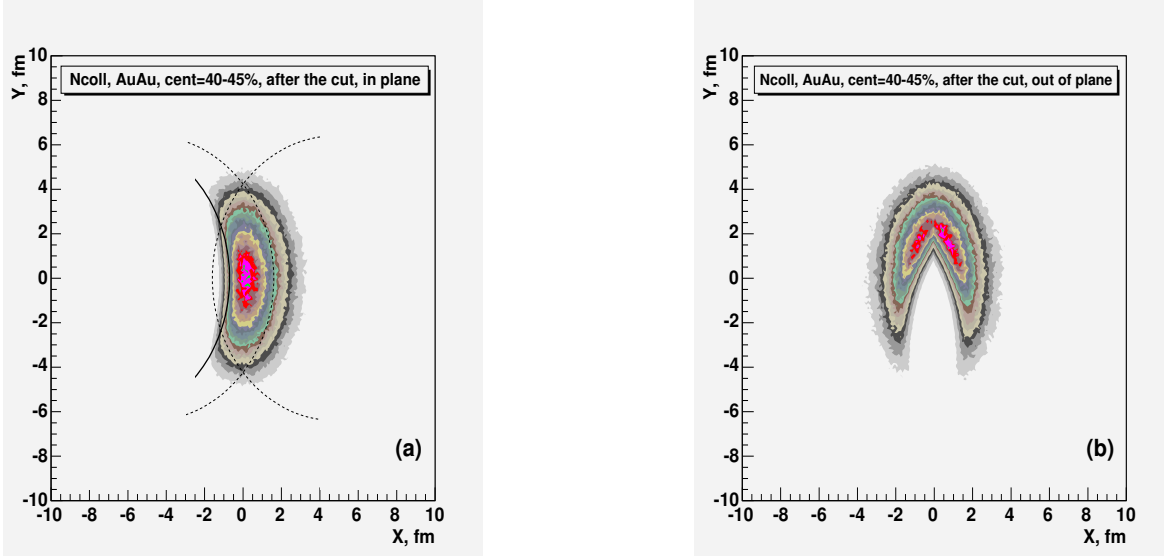 Ncoll, AuAu, cent=40-45%, after the cut, in plane
Y, fm
10
8
6
4
2
0
-2
-4
-6
-8
-10
(a)
-10 -8 -6 -4 -2 0 2 4 6 8 10
X, fm
Ncoll, AuAu, cent=40-45%, after the cut, out of plane
Y, fm
10
8
6
4
2
0
-2
-4
-6
-8
-10
(b)
-10 -8 -6 -4 -2 0 2 4 6 8 10
X, fm